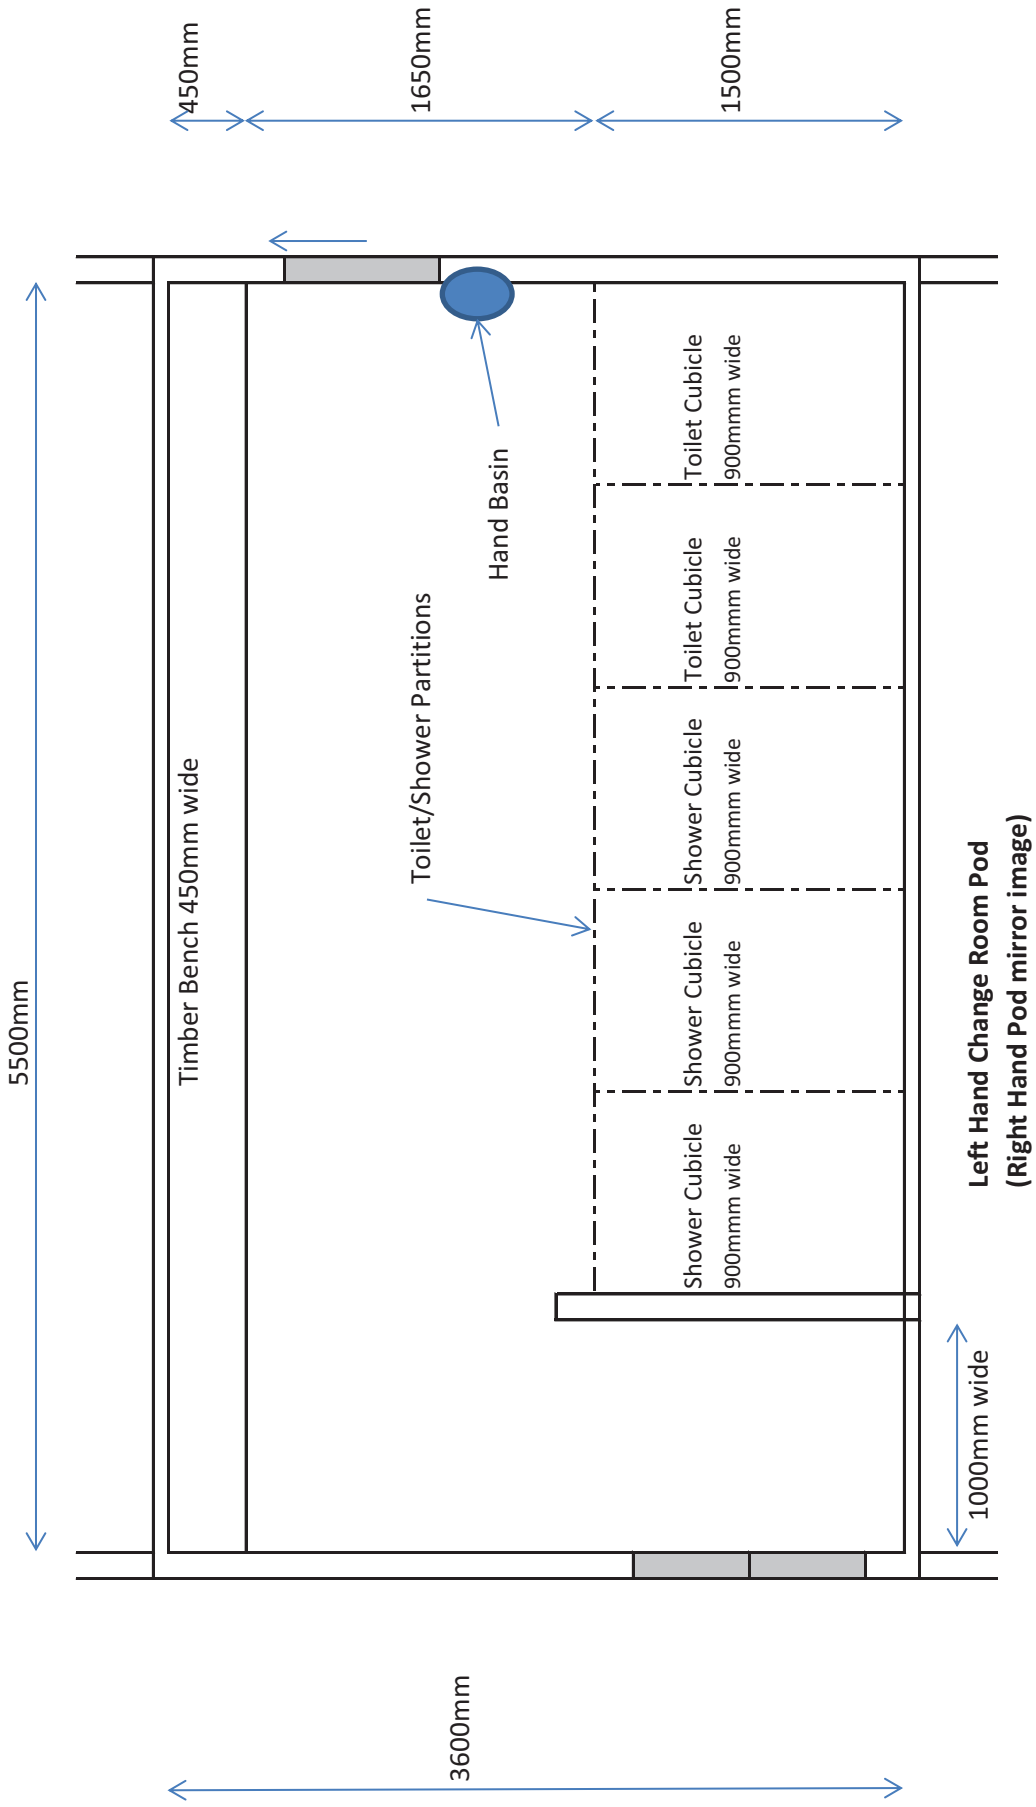 5500mm
450mm
1650mm
1500mm
3600mm
Timber Bench 450mm wide
Toilet/Shower Partitions
Hand Basin
Shower Cubicle
900mmm wide
Shower Cubicle
900mmm wide
Shower Cubicle
900mmm wide
Toilet Cubicle
900mmm wide
Toilet Cubicle
900mmm wide
1000mm wide
Left Hand Change Room Pod
(Right Hand Pod mirror image)